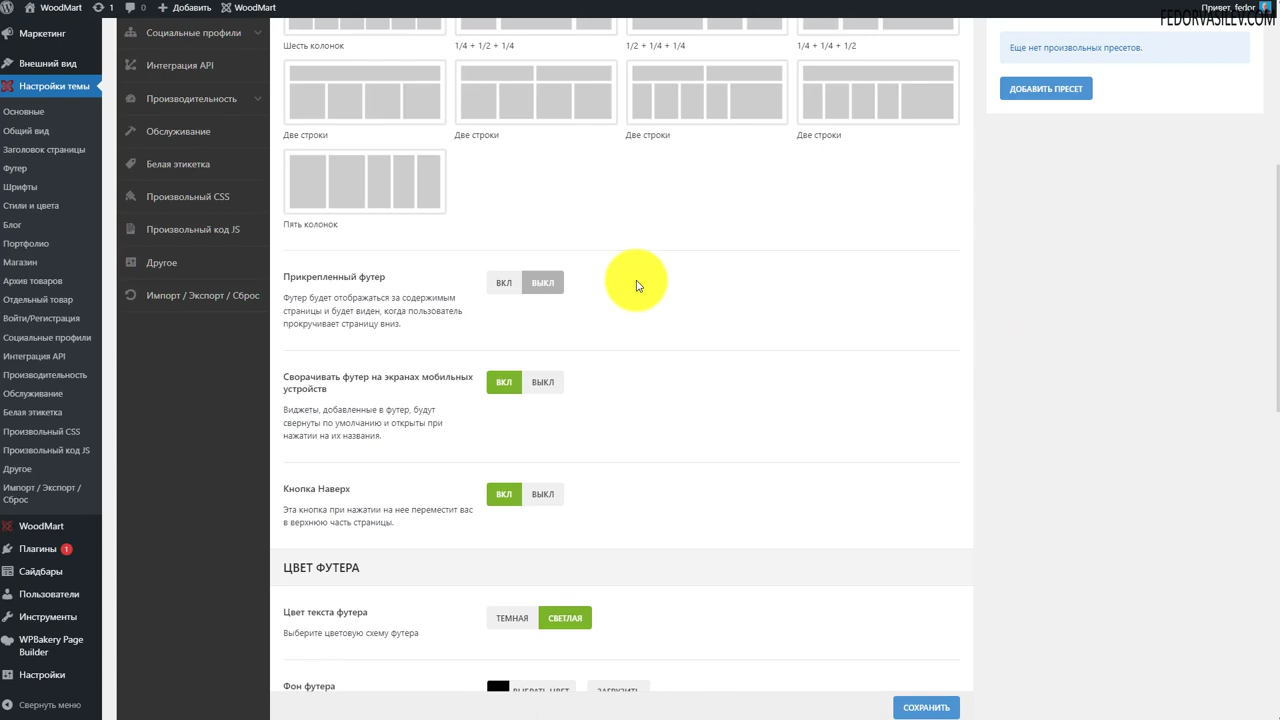 WoodMart
1
0
Добавить
WoodMart
Привет, fedor
FEDORVASILEV.COM
Маркетинг
Внешний вид
Настройки темы
Основные
Общий вид
Заголовок страницы
Футер
Шрифты
Стили и цвета
Блог
Портфолио
Магазин
Архив товаров
Отдельный товар
Войти/Регистрация
Социальные профили
Интеграция API
Производительность
Обслуживание
Белая этикетка
Произвольный CSS
Произвольный код JS
Другое
Импорт / Экспорт /
Сброс
WoodMart
Плагины 1
Сайдбары
Пользователи
Инструменты
WPBakery Page
Builder
Настройки
Свернуть меню
Социальные профили
Интеграция API
Производительность
Обслуживание
Белая этикетка
Произвольный CSS
Произвольный код JS
Другое
Импорт / Экспорт / Сброс
Шесть колонок
1/4 + 1/2 + 1/4
1/2 + 1/4 + 1/4
1/4 + 1/4 + 1/2
Две строки
Две строки
Две строки
Две строки
Пять колонок
Прикрепленный футер
ВКЛ ВЫКЛ
Футер будет отображаться за содержимым
страницы и будет виден, когда пользователь
прокручивает страницу вниз.
Сворачивать футер на экранах мобильных
устройств
ВКЛ ВЫКЛ
Виджеты, добавленные в футер, будут
свернуты по умолчанию и открыты при
нажатии на их названия.
Кнопка Наверх
ВКЛ ВЫКЛ
Эта кнопка при нажатии на нее переместит вас
в верхнюю часть страницы.
ЦВЕТ ФУТЕРА
Цвет текста футера
ТЕМНАЯ СВЕТЛАЯ
Выберите цветовую схему футера
Фон футера
ВЫБРАТЬ ЦВЕТ
ЗАГРУЗИТЬ
СОХРАНИТЬ
Еще нет произвольных пресетов.
ДОБАВИТЬ ПРЕСЕТ